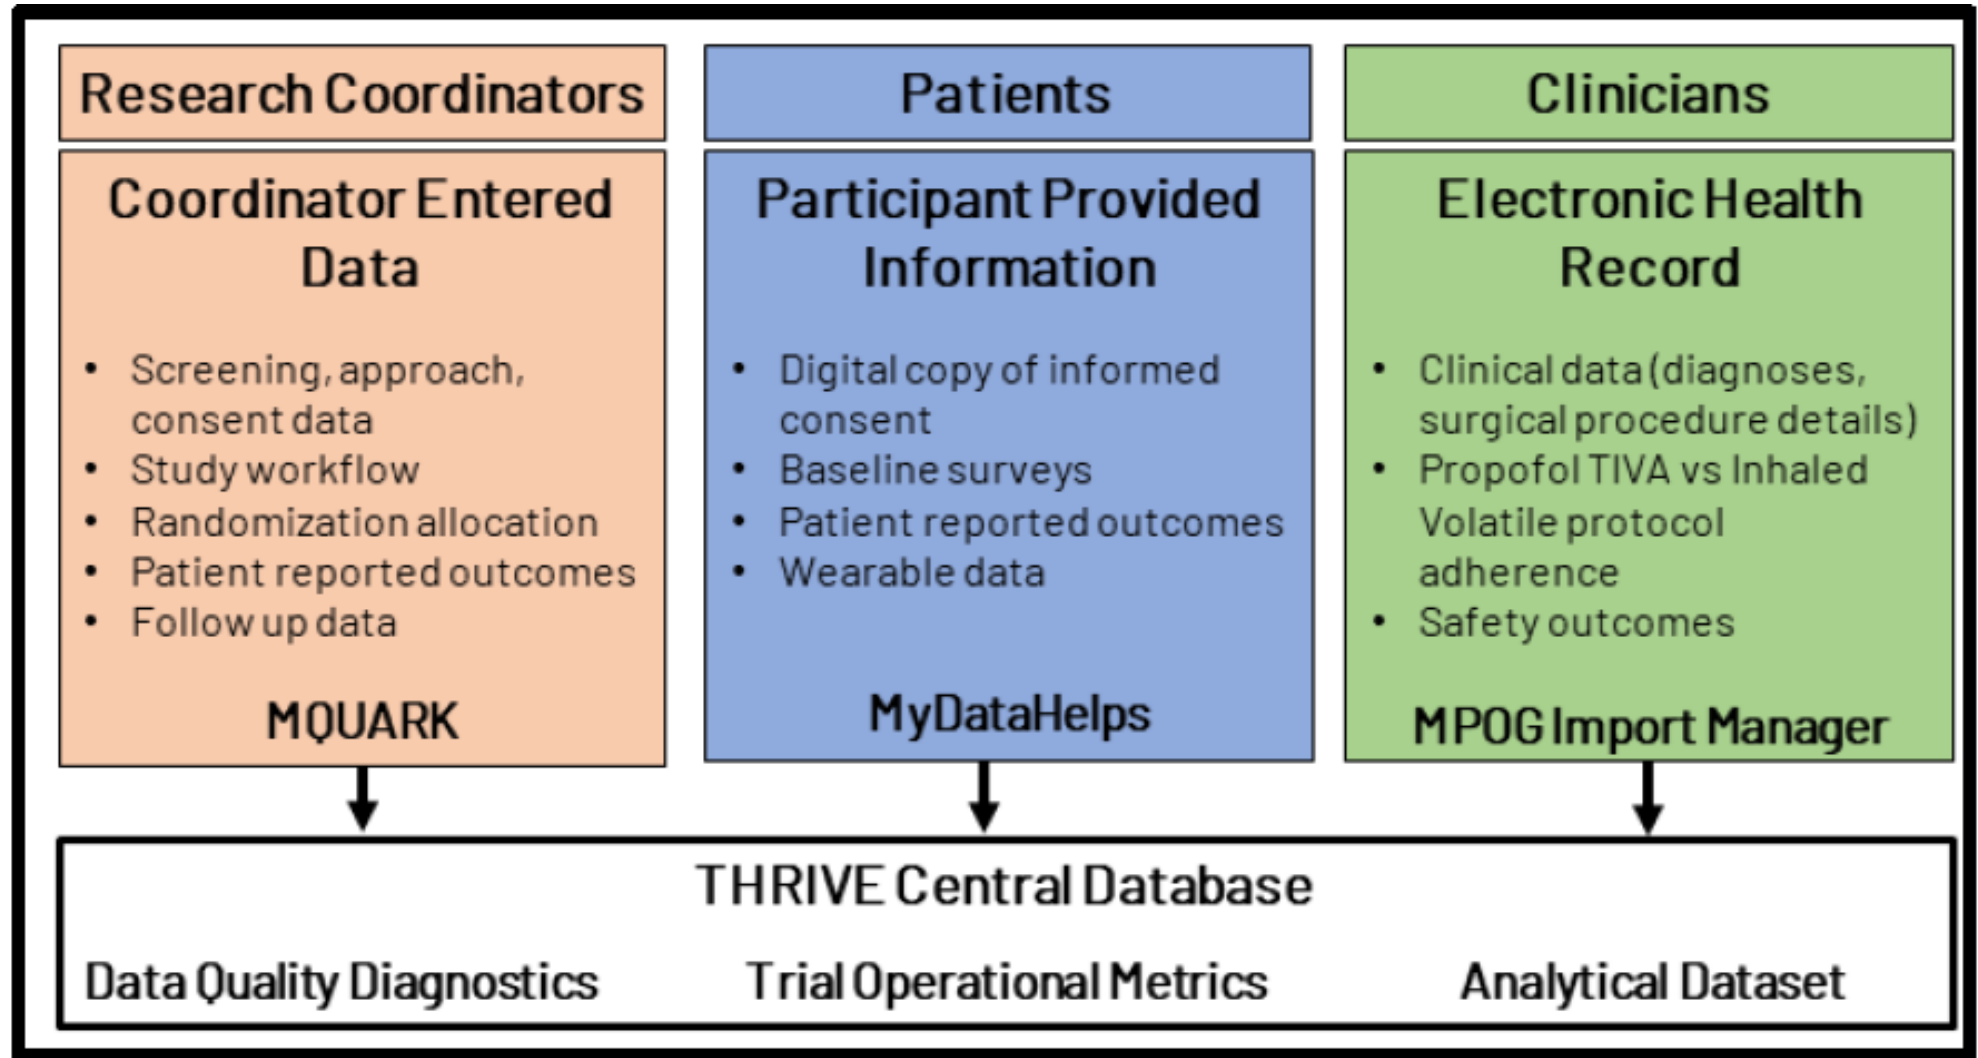 Research Coordinators
Coordinator Entered
Data
• Screening, approach,
consent data
• Study workflow
• Randomization allocation
• Patient reported outcomes
• Follow up data
MQUARK
Patients
Participant Provided
Information
• Digital copy of informed
consent
• Baseline surveys
• Patient reported outcomes
• Wearable data
MyDataHelps
Clinicians
Electronic Health
Record
• Clinical data (diagnoses,
surgical procedure details)
• Propofol TIVA vs Inhaled
Volatile protocol
adherence
• Safety outcomes
MPOG Import Manager
THRIVE Central Database
Data Quality Diagnostics
Trial Operational Metrics
Analytical Dataset